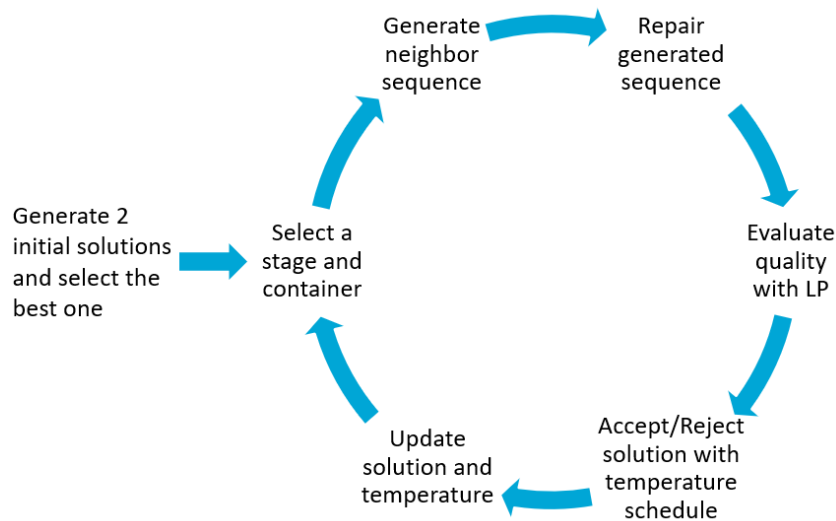 Generate 2
initial solutions
and select the
best one
Select a
stage and
container
Generate
neighbor
sequence
Repair
generated
sequence
Evaluate
quality
with LP
Accept/Reject
solution with
temperature
schedule
Update
solution and
temperature